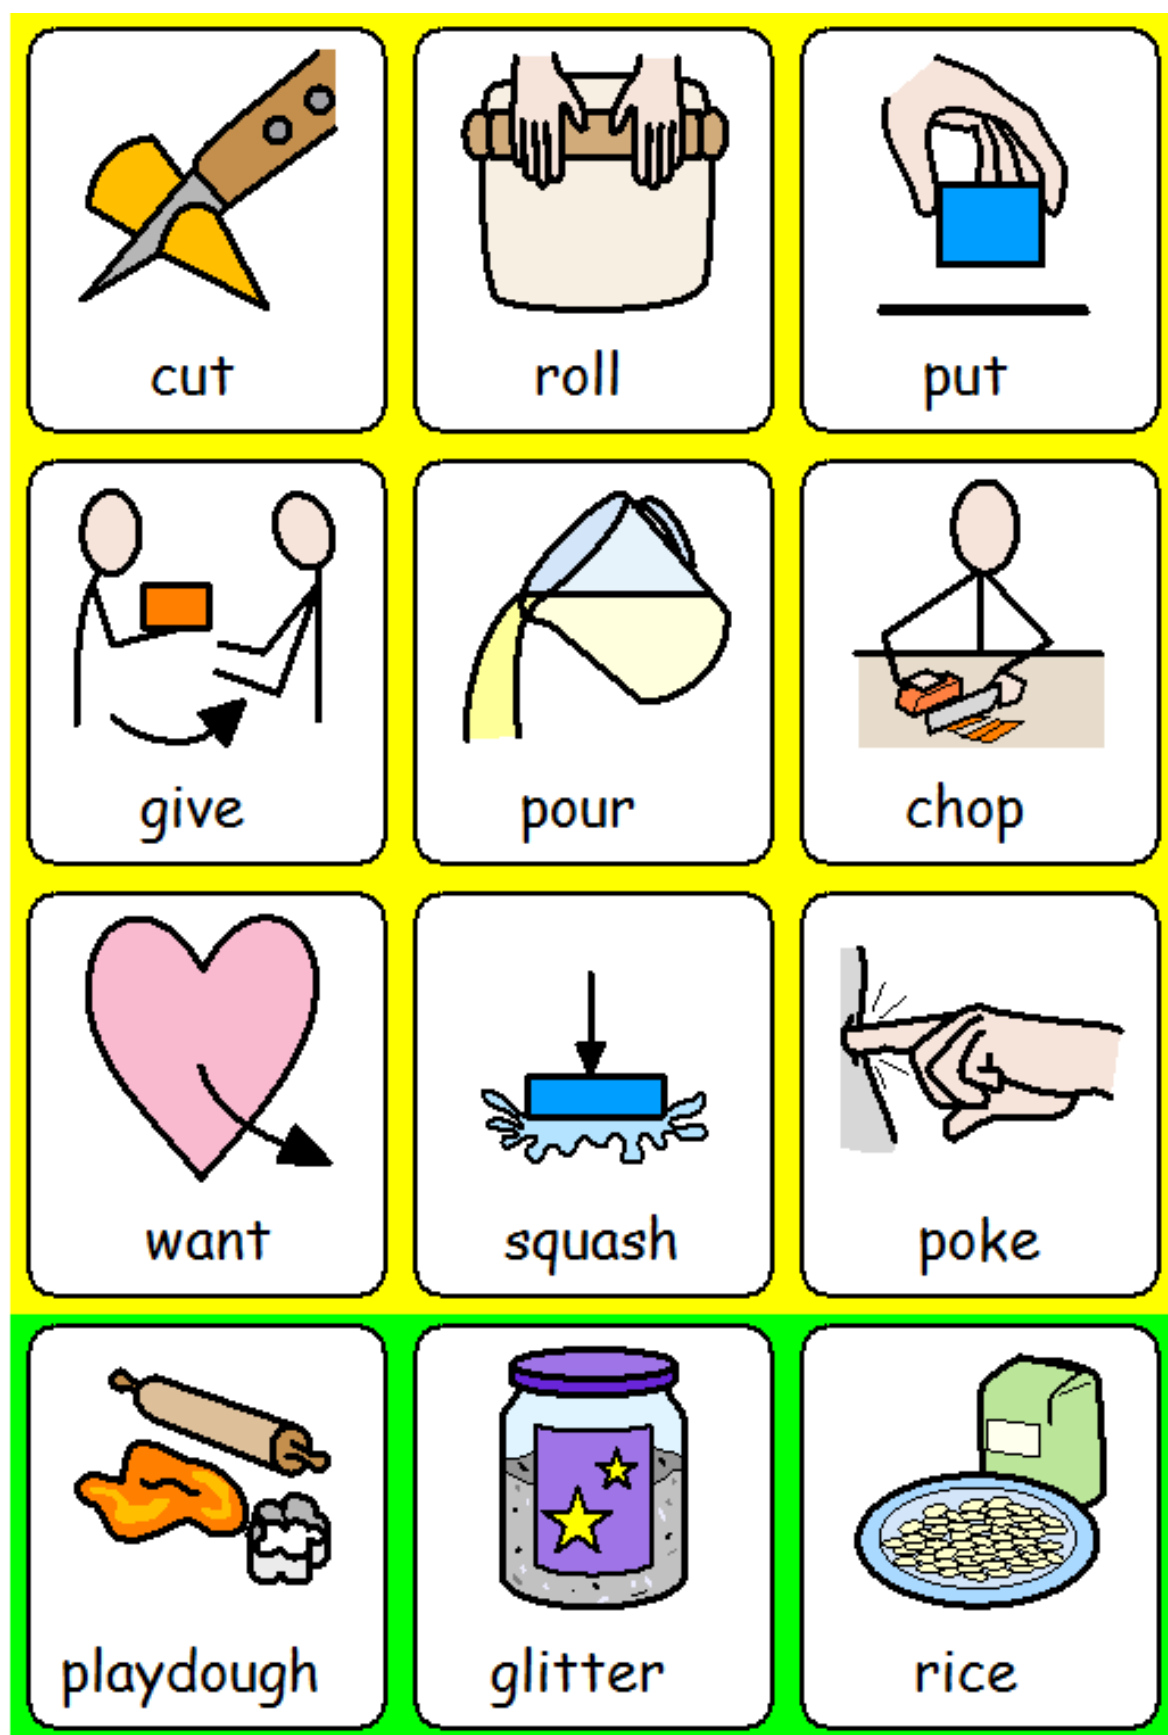 cut
roll
put
give
pour
chop
want
squash
poke
playdough
glitter
rice